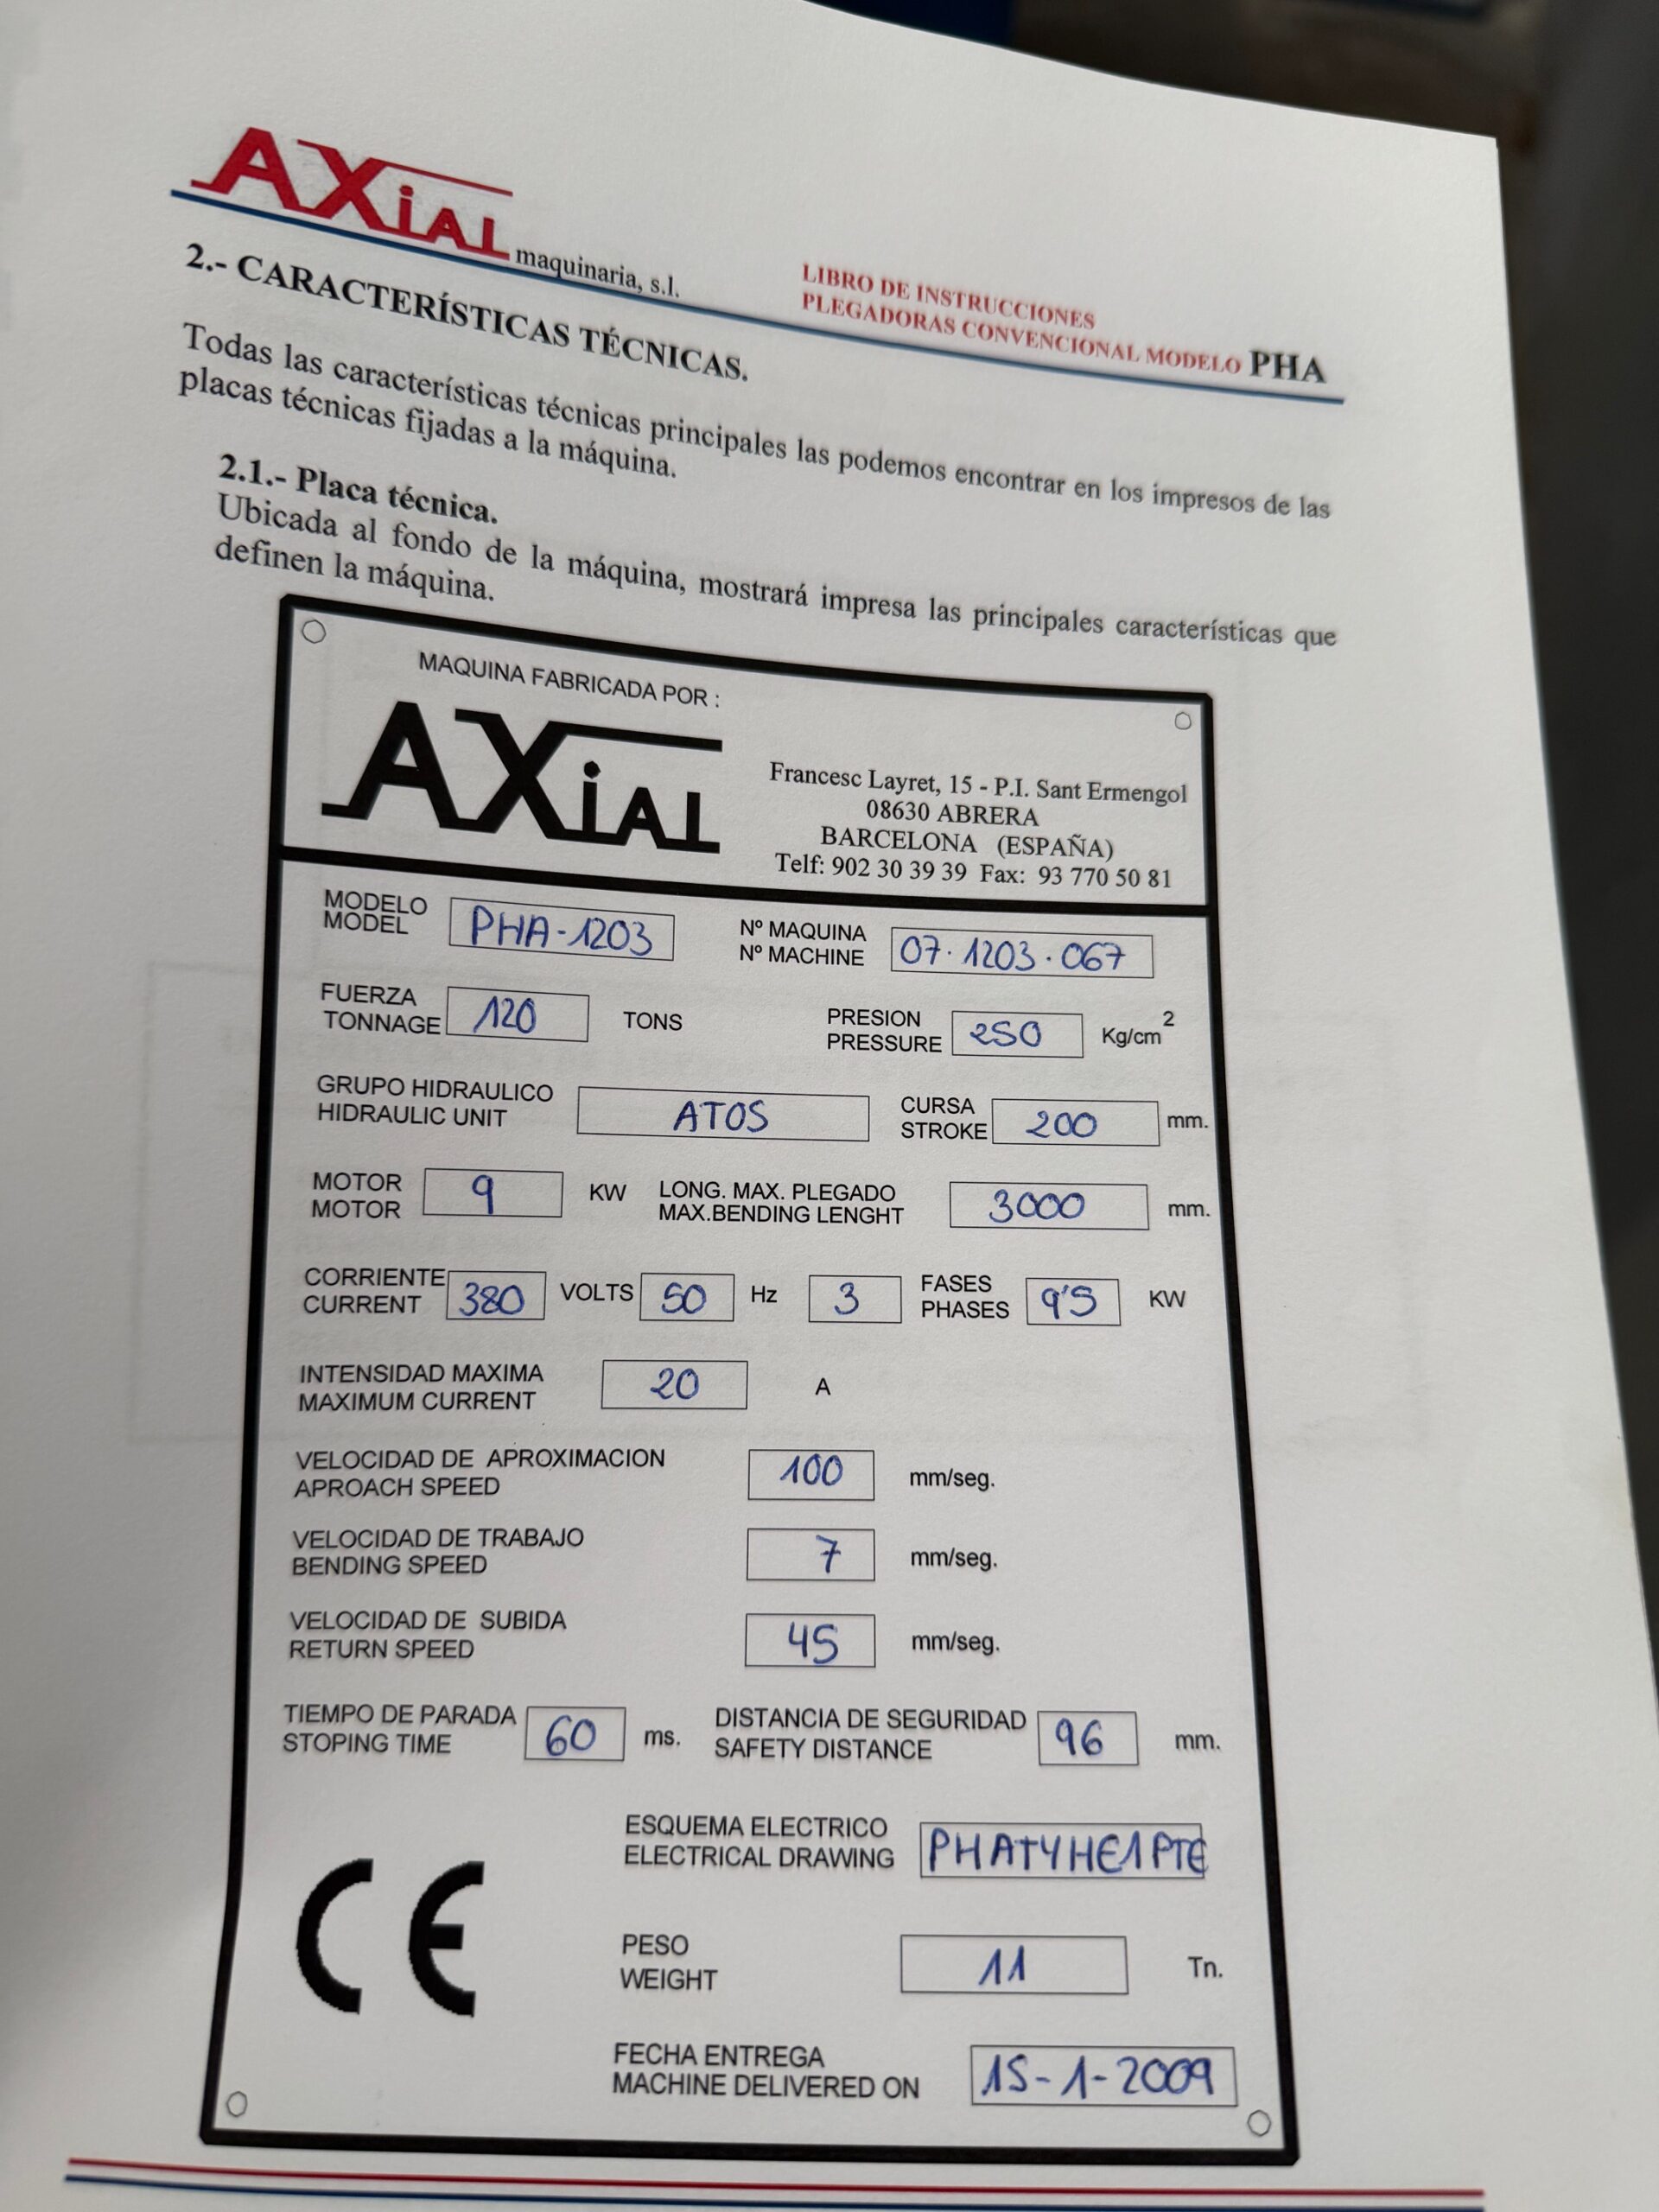 AXiAL maquinaria, s.l.
LIBRO DE INSTRUCCIONES
PLEGADORAS CONVENCIONAL MODELO PHA
2.- CARACTERÍSTICAS TÉCNICAS.
Todas las características técnicas principales las podemos encontrar en los impresos de las
placas técnicas fijadas a la máquina.
2.1.- Placa técnica.
Ubicada al fondo de la máquina, mostrará impresa las principales características que
definen la máquina.
MAQUINA FABRICADA POR :
AXiAL
Francesc Layret, 15 - P.I. Sant Ermengol
08630 ABRERA
BARCELONA (ESPAÑA)
Telf: 902 30 39 39 Fax: 93 770 50 81
MODELO
MODEL
PHA-1203
Nº MAQUINA
Nº MACHINE
07·1203·067
FUERZA
TONNAGE
120
TONS
PRESION
PRESSURE
250
Kg/cm2
GRUPO HIDRAULICO
HIDRAULIC UNIT
ATOS
CURSA
STROKE
200
mm.
MOTOR
MOTOR
9
KW
LONG. MAX. PLEGADO
MAX.BENDING LENGHT
3000
mm.
CORRIENTE
CURRENT
380
VOLTS
50
Hz
3
FASES
PHASES
9'5
KW
INTENSIDAD MAXIMA
MAXIMUM CURRENT
20
A
VELOCIDAD DE APROXIMACION
APROACH SPEED
100
mm/seg.
VELOCIDAD DE TRABAJO
BENDING SPEED
7
mm/seg.
VELOCIDAD DE SUBIDA
RETURN SPEED
45
mm/seg.
TIEMPO DE PARADA
STOPING TIME
60
ms.
DISTANCIA DE SEGURIDAD
SAFETY DISTANCE
96
mm.
ESQUEMA ELECTRICO
ELECTRICAL DRAWING
PHAT4HE1PTE
CE
PESO
WEIGHT
11
Tn.
FECHA ENTREGA
MACHINE DELIVERED ON
15-1-2009